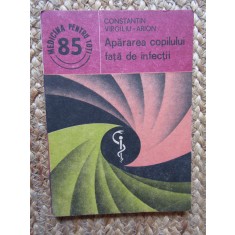 MEDICINA PENTRU TOȚI
85
CONSTANTIN
VIRGILIU-ARION
Apărarea copilului
față de infecții